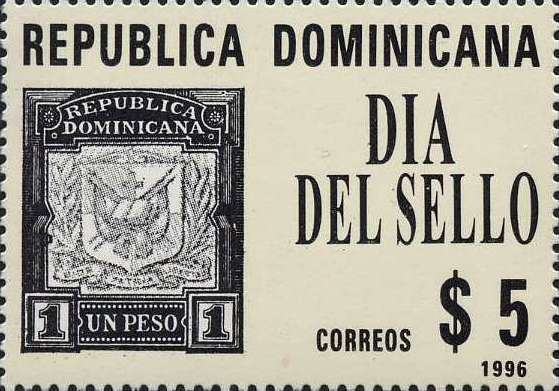 REPUBLICA DOMINICANA
REPUBLICA
DOMINICANA
1 UN PESO 1
DIA
DEL SELLO
CORREOS $ 5
1996